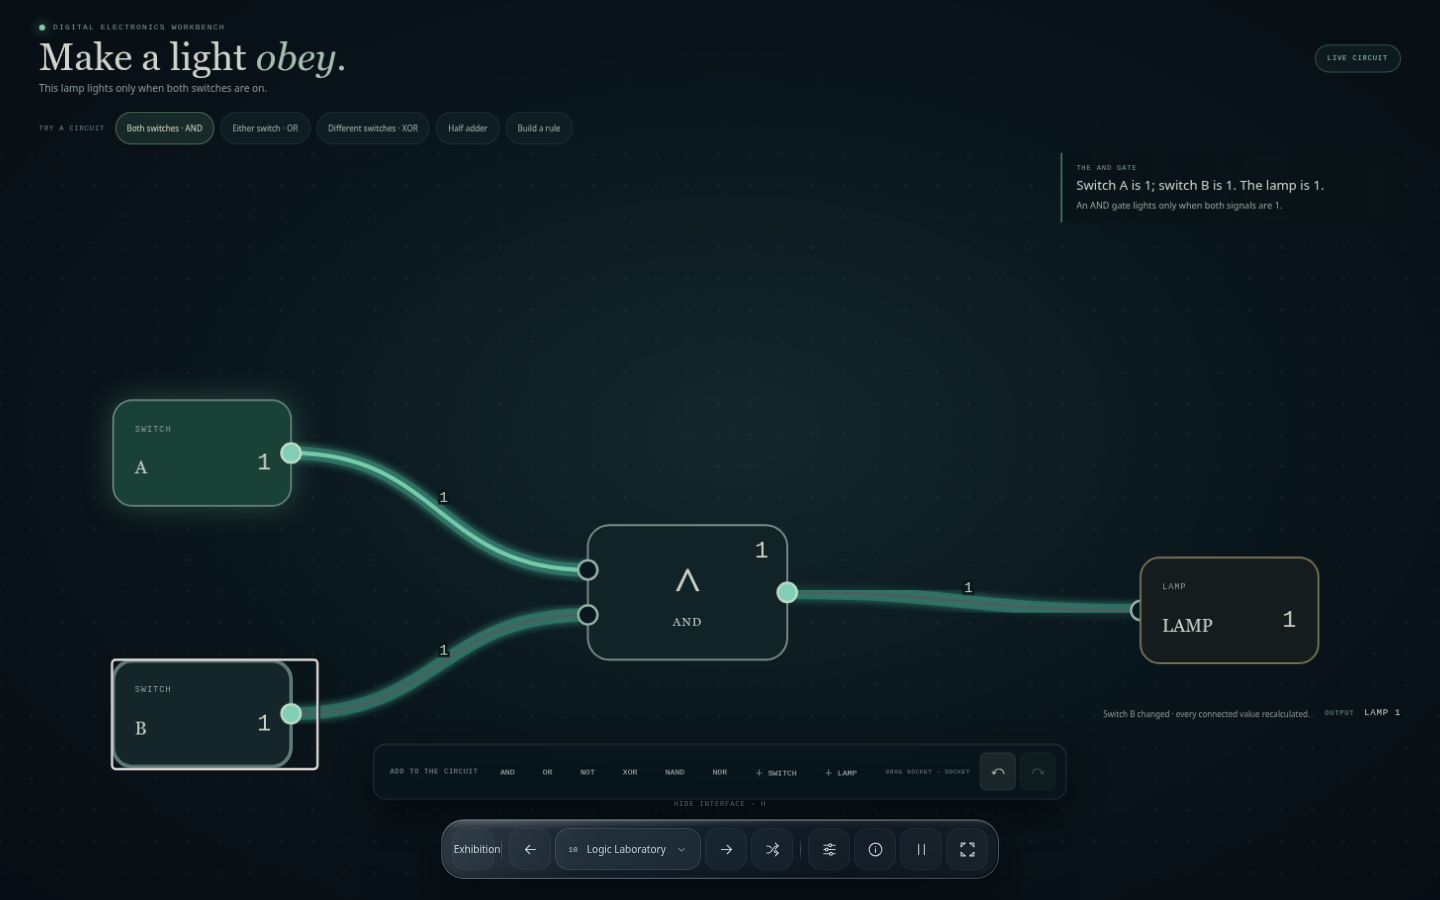 DIGITAL ELECTRONICS WORKBENCH
Make a light obey.
This lamp lights only when both switches are on.
LIVE CIRCUIT
TRY A CIRCUIT
Both switches · AND
Either switch · OR
Different switches · XOR
Half adder
Build a rule
THE AND GATE
Switch A is 1; switch B is 1. The lamp is 1.
An AND gate lights only when both signals are 1.
SWITCH
A 1
1
1
∧
AND
1
LAMP
LAMP 1
1
SWITCH
B 1
Switch B changed · every connected value recalculated.
OUTPUT LAMP 1
ADD TO THE CIRCUIT
AND
OR
NOT
XOR
NAND
NOR
+ SWITCH
+ LAMP
DRAG SOCKET → SOCKET
HIDE INTERFACE · H
Exhibition
10 Logic Laboratory